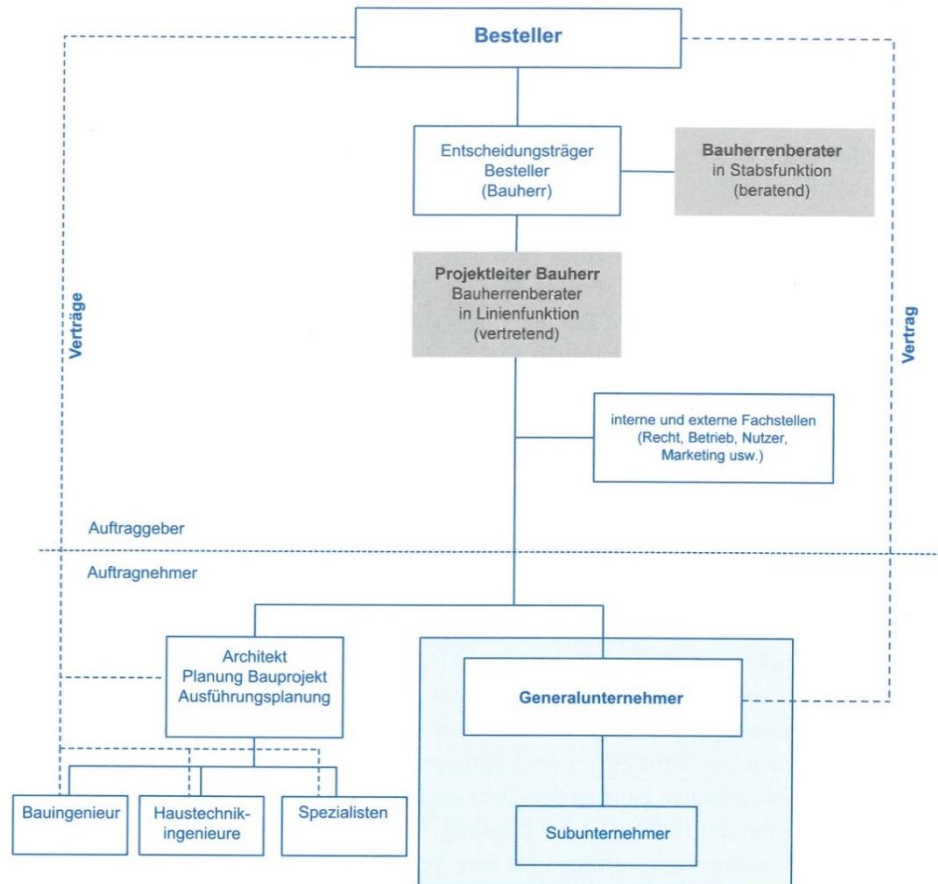 Besteller
Entscheidungsträger
Besteller
(Bauherr)
Bauherrenberater
in Stabsfunktion
(beratend)
Projektleiter Bauherr
Bauherrenberater
in Linienfunktion
(vertretend)
Verträge
Vertrag
interne und externe Fachstellen
(Recht, Betrieb, Nutzer,
Marketing usw.)
Auftraggeber
Auftragnehmer
Architekt
Planung Bauprojekt
Ausführungsplanung
Generalunternehmer
Bauingenieur
Haustechnik-
ingenieure
Spezialisten
Subunternehmer